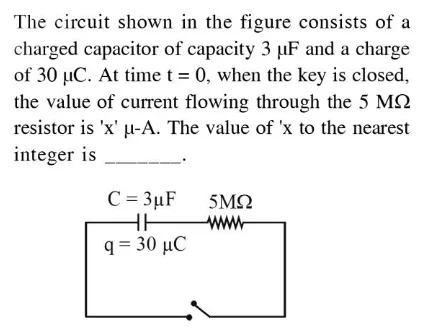 The circuit shown in the figure consists of a
charged capacitor of capacity 3 μF and a charge
of 30 μC. At time t = 0, when the key is closed,
the value of current flowing through the 5 MΩ
resistor is 'x' μ-A. The value of 'x to the nearest
integer is _______.
C = 3μF 5MΩ
q = 30 μC